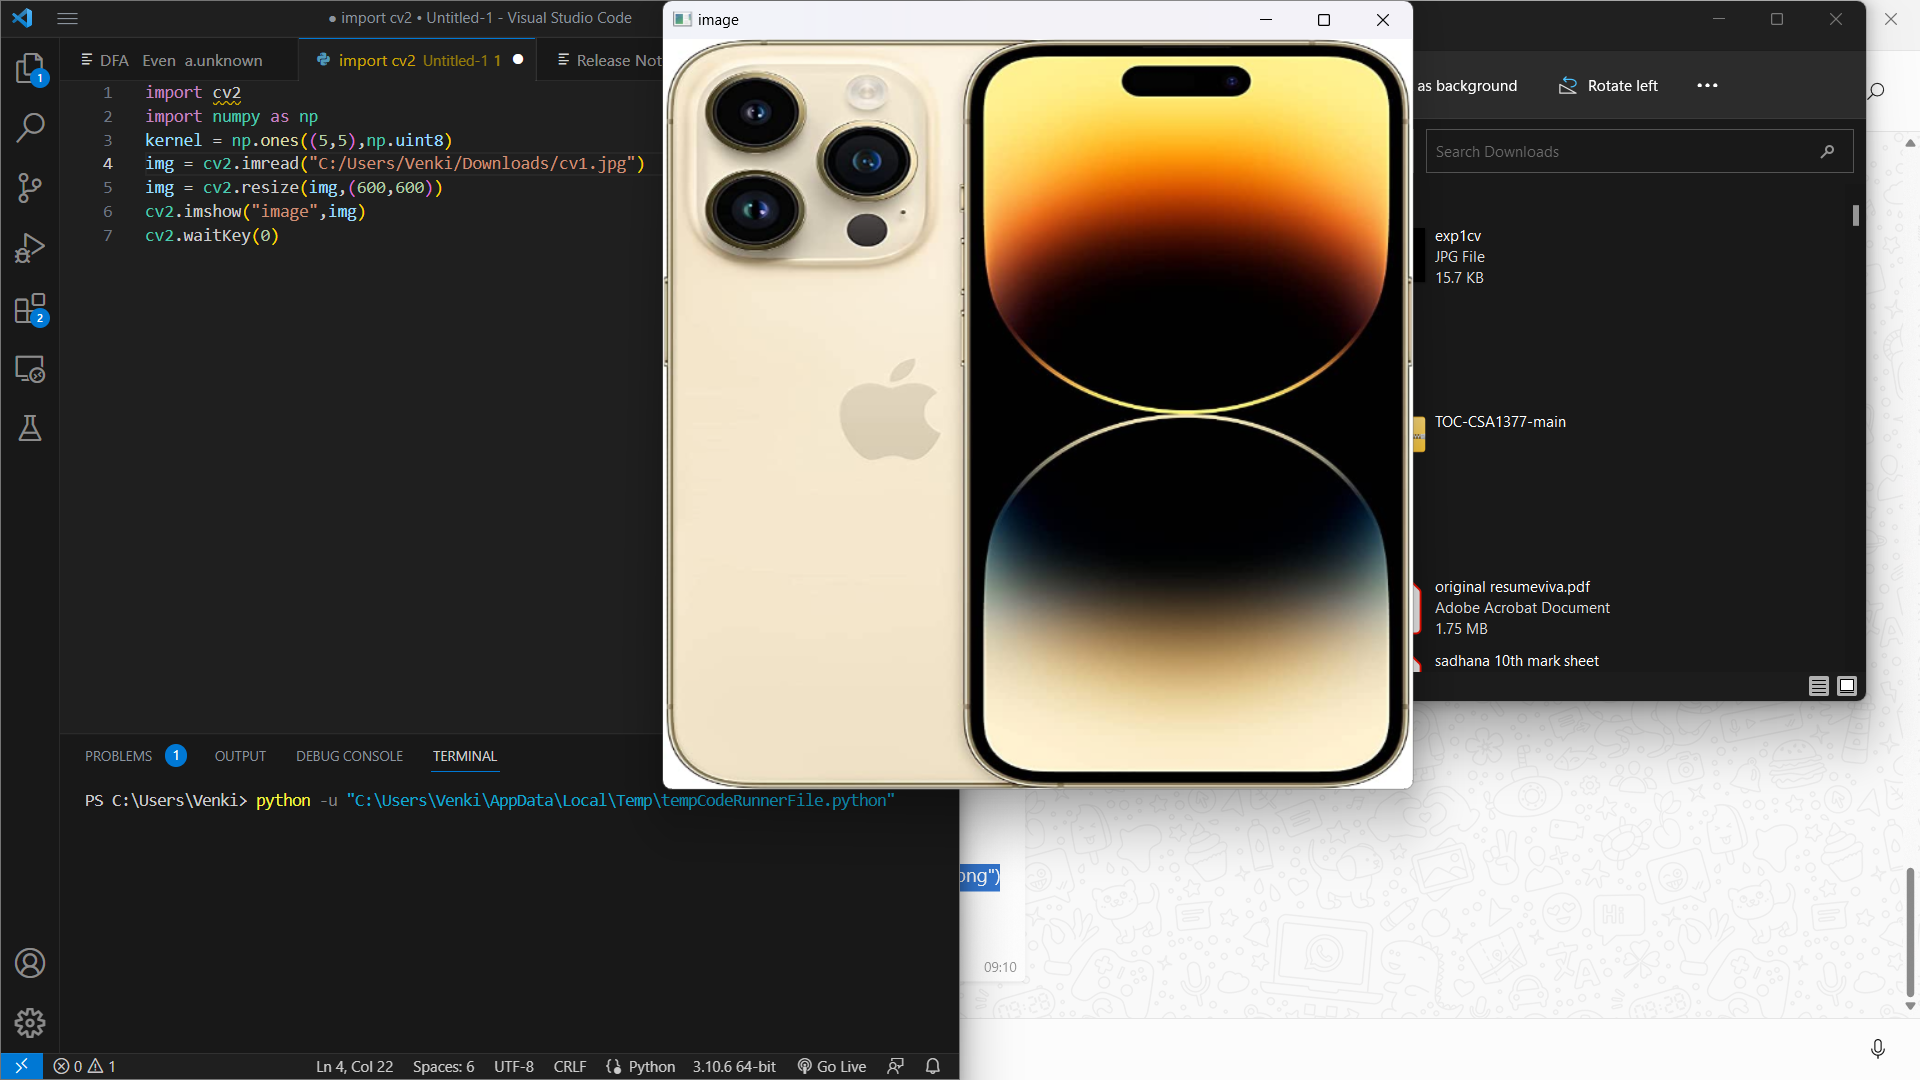 ● import cv2 • Untitled-1 - Visual Studio Code
DFA Even a.unknown
import cv2 Untitled-1 1
Release Not
1 import cv2
2 import numpy as np
3 kernel = np.ones((5,5),np.uint8)
4 img = cv2.imread("C:/Users/Venki/Downloads/cv1.jpg")
5 img = cv2.resize(img,(600,600))
6 cv2.imshow("image",img)
7 cv2.waitKey(0)
1
2
PROBLEMS 1 OUTPUT DEBUG CONSOLE TERMINAL
PS C:\Users\Venki> python -u "C:\Users\Venki\AppData\Local\Temp\tempCodeRunnerFile.python"
0 1 Ln 4, Col 22 Spaces: 6 UTF-8 CRLF Python 3.10.6 64-bit Go Live
image
as background Rotate left
Search Downloads
exp1cv
JPG File
15.7 KB
TOC-CSA1377-main
original resumeviva.pdf
Adobe Acrobat Document
1.75 MB
sadhana 10th mark sheet
ong")
09:10